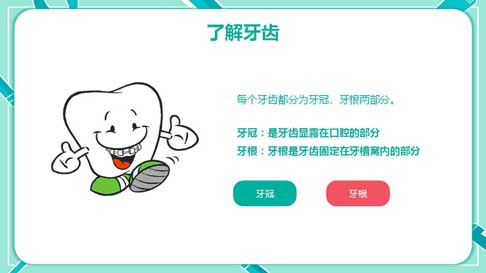 了解牙齿
每个牙齿都分为牙冠、牙根两部分。
牙冠：是牙齿显露在口腔的部分
牙根：牙根是牙齿固定在牙槽窝内的部分
牙冠
牙根